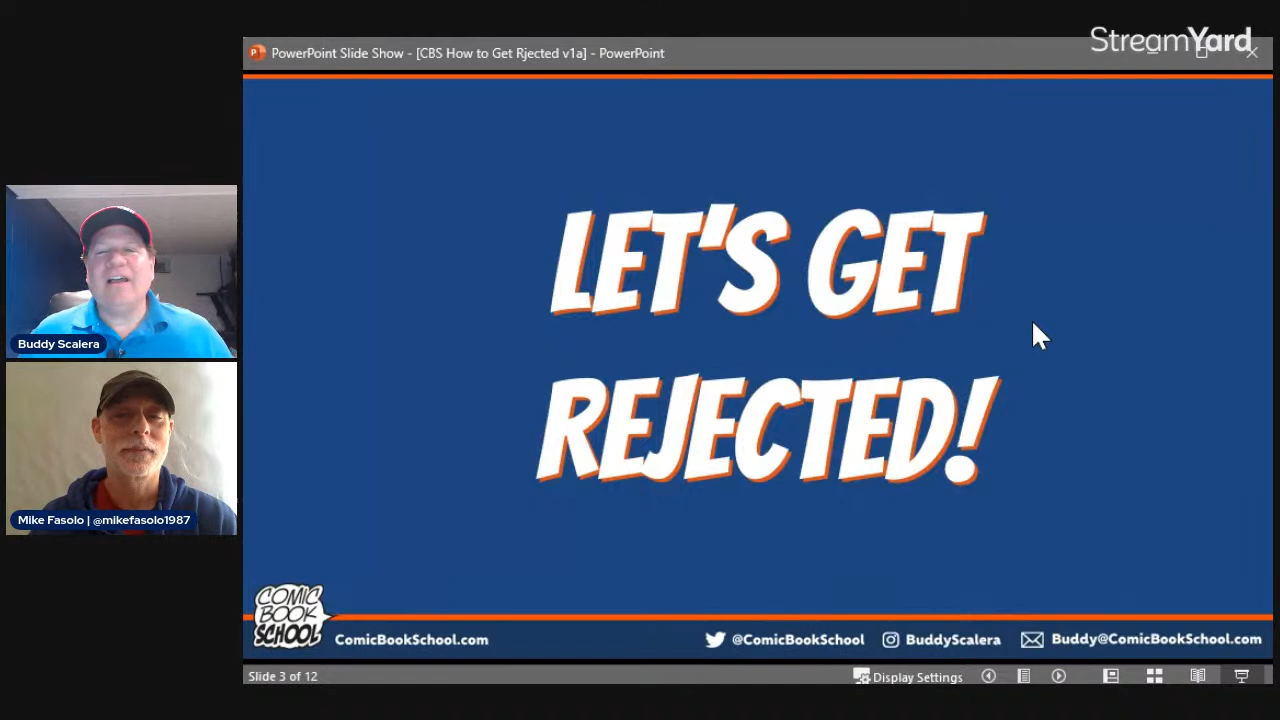 StreamYard
PowerPoint Slide Show - [CBS How to Get Rjected v1a] - PowerPoint
LET'S GET
REJECTED!
Buddy Scalera
Mike Fasolo | @mikefasolo1987
COMIC
BOOK
SCHOOL
ComicBookSchool.com
@ComicBookSchool
BuddyScalera
Buddy@ComicBookSchool.com
Slide 3 of 12
Display Settings